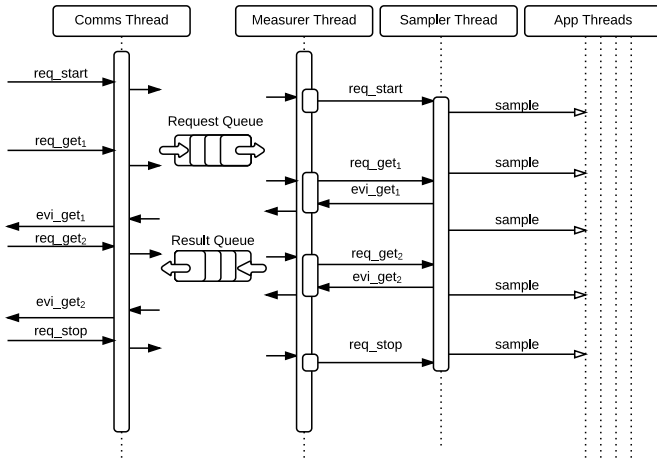 Comms Thread
Measurer Thread
Sampler Thread
App Threads
req_start
req_start
sample
Request Queue
req_get₁
req_get₁
sample
evi_get₁
evi_get₁
sample
req_get₂
Result Queue
req_get₂
evi_get₂
evi_get₂
sample
req_stop
req_stop
sample